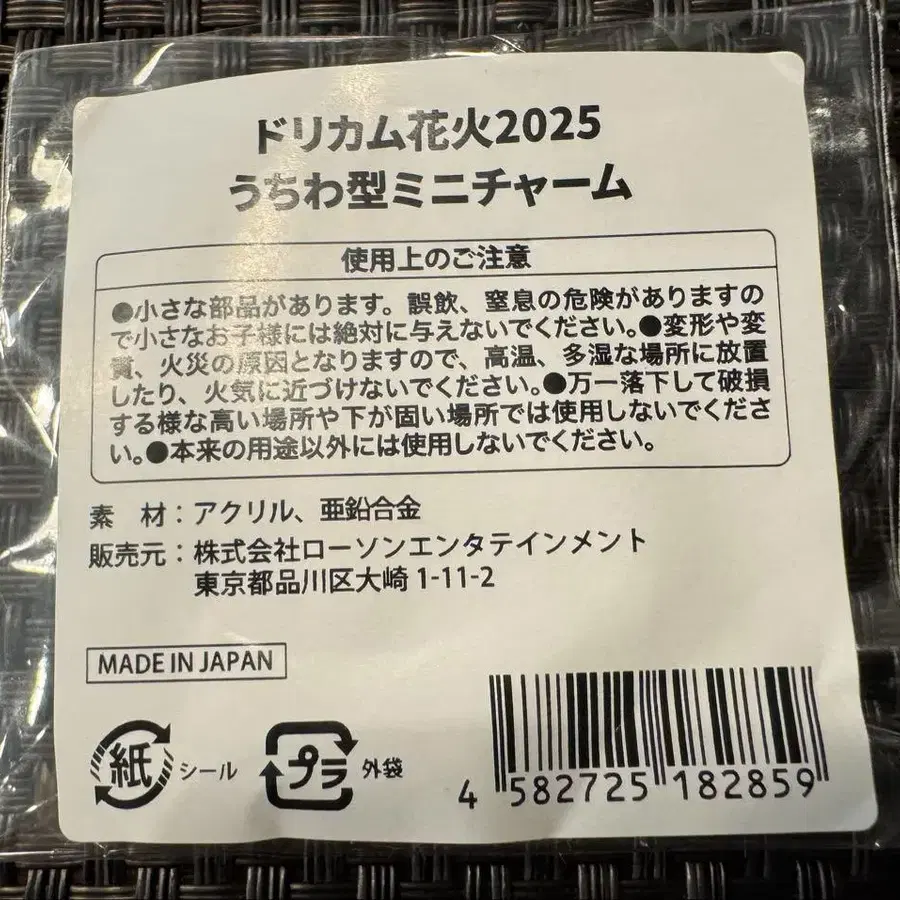 ドリカム花火2025
うちわ型ミニチャーム
使用上のご注意
●小さな部品があります。誤飲、窒息の危険がありますの
で小さなお子様には絶対に与えないでください。●変形や変
質、火災の原因となりますので、高温、多湿な場所に放置
したり、火気に近づけないでください。●万一落下して破損
する様な高い場所や下が固い場所では使用しないでくださ
い。●本来の用途以外には使用しないでください。
素　材：アクリル、亜鉛合金
販売元：株式会社ローソンエンタテインメント
東京都品川区大崎1-11-2
MADE IN JAPAN
紙 シール
プラ 外袋
4 582725 182859